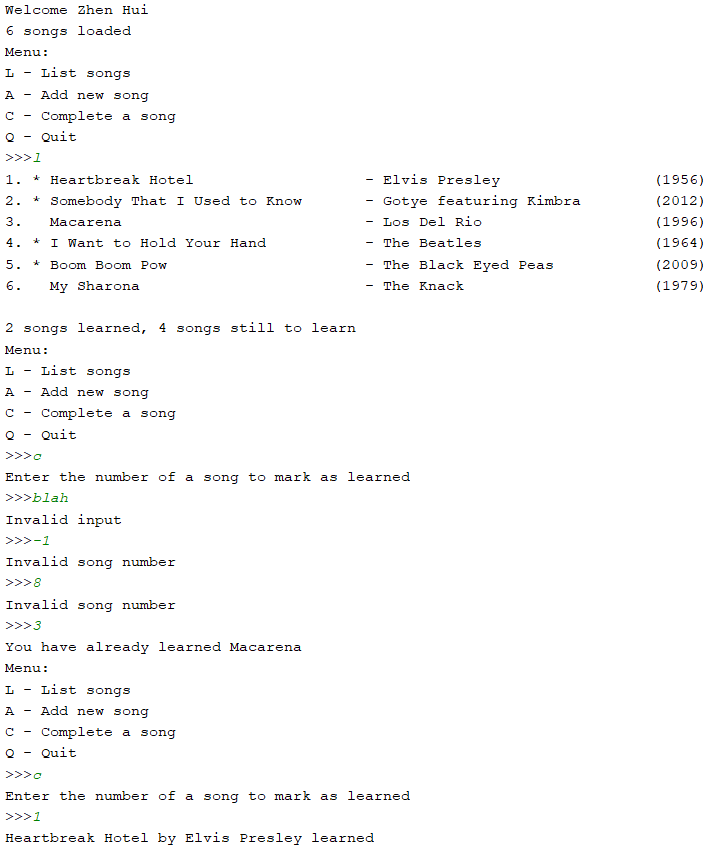 Welcome Zhen Hui
6 songs loaded
Menu:
L - List songs
A - Add new song
C - Complete a song
Q - Quit
>>>l
1. * Heartbreak Hotel                   - Elvis Presley                 (1956)
2. * Somebody That I Used to Know       - Gotye featuring Kimbra        (2012)
3.   Macarena                           - Los Del Rio                   (1996)
4. * I Want to Hold Your Hand           - The Beatles                   (1964)
5. * Boom Boom Pow                      - The Black Eyed Peas           (2009)
6.   My Sharona                         - The Knack                     (1979)

2 songs learned, 4 songs still to learn
Menu:
L - List songs
A - Add new song
C - Complete a song
Q - Quit
>>>c
Enter the number of a song to mark as learned
>>>blah
Invalid input
>>>-1
Invalid song number
>>>8
Invalid song number
>>>3
You have already learned Macarena
Menu:
L - List songs
A - Add new song
C - Complete a song
Q - Quit
>>>c
Enter the number of a song to mark as learned
>>>1
Heartbreak Hotel by Elvis Presley learned